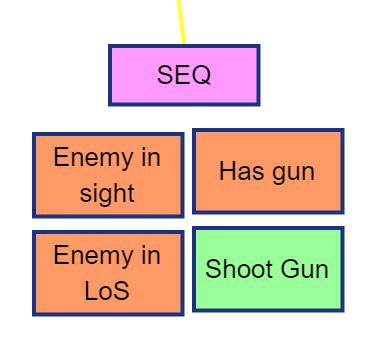 SEQ
Enemy in
sight
Has gun
Enemy in
LoS
Shoot Gun